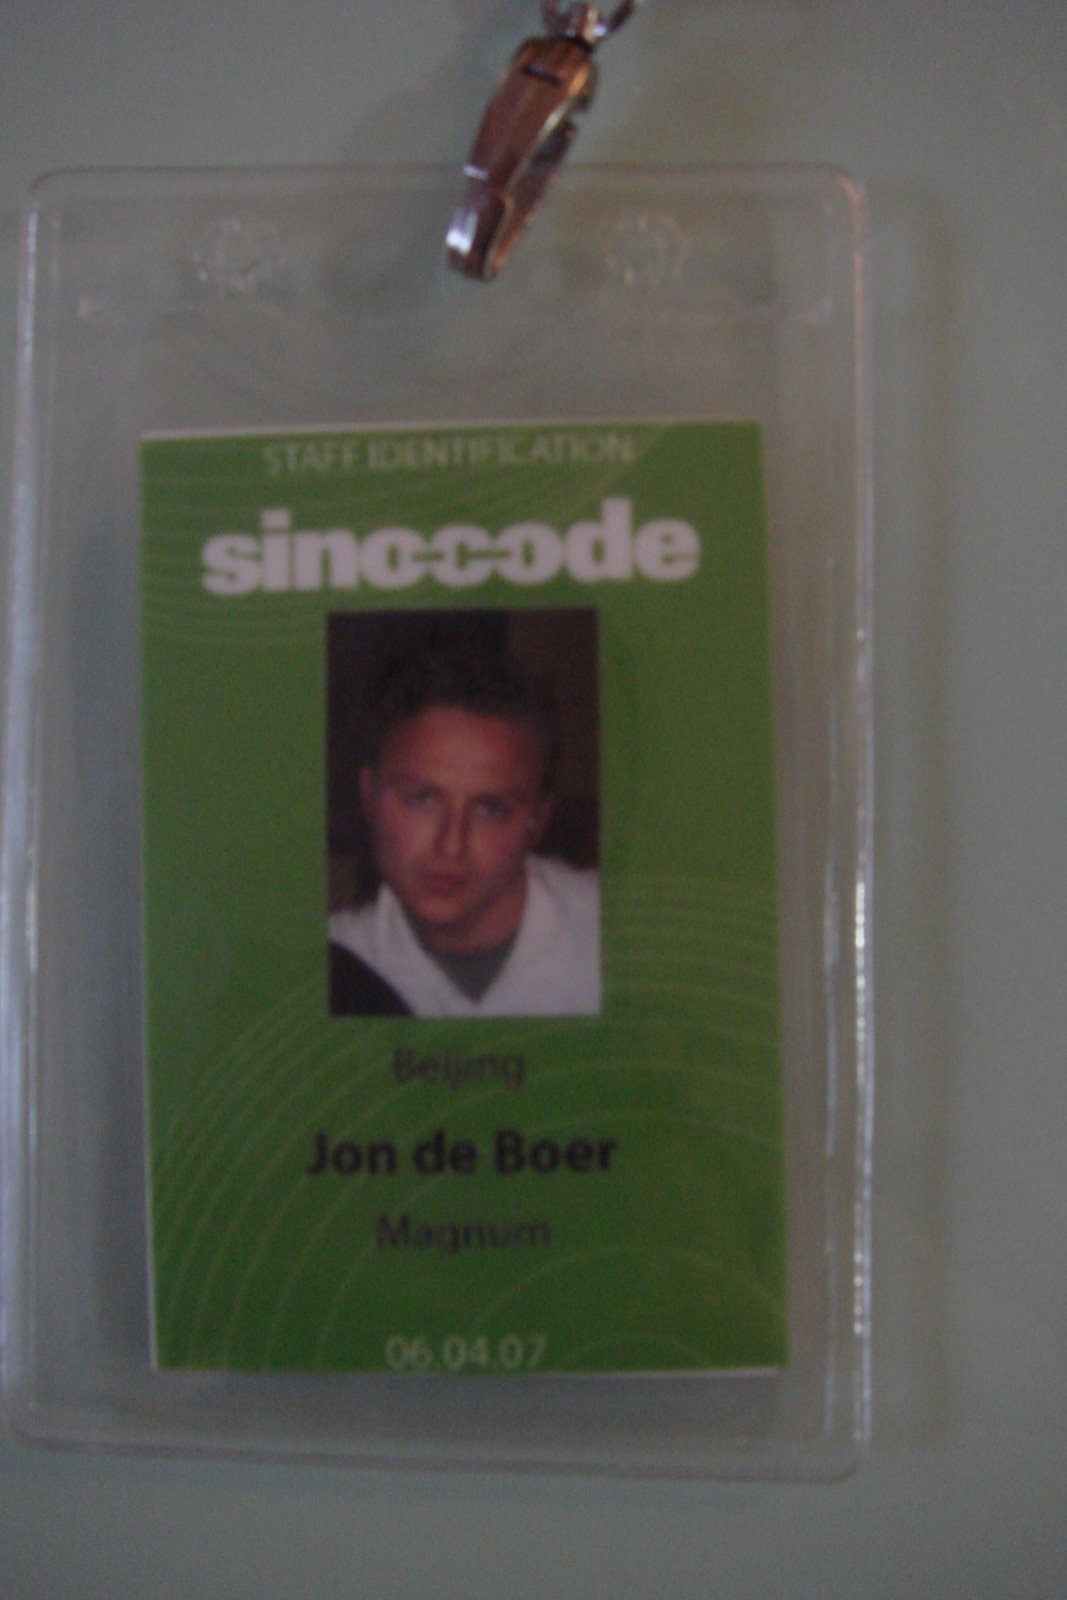 STAFF IDENTIFICATION
sinocode
Beijing
Jon de Boer
Magnum
06.04.07